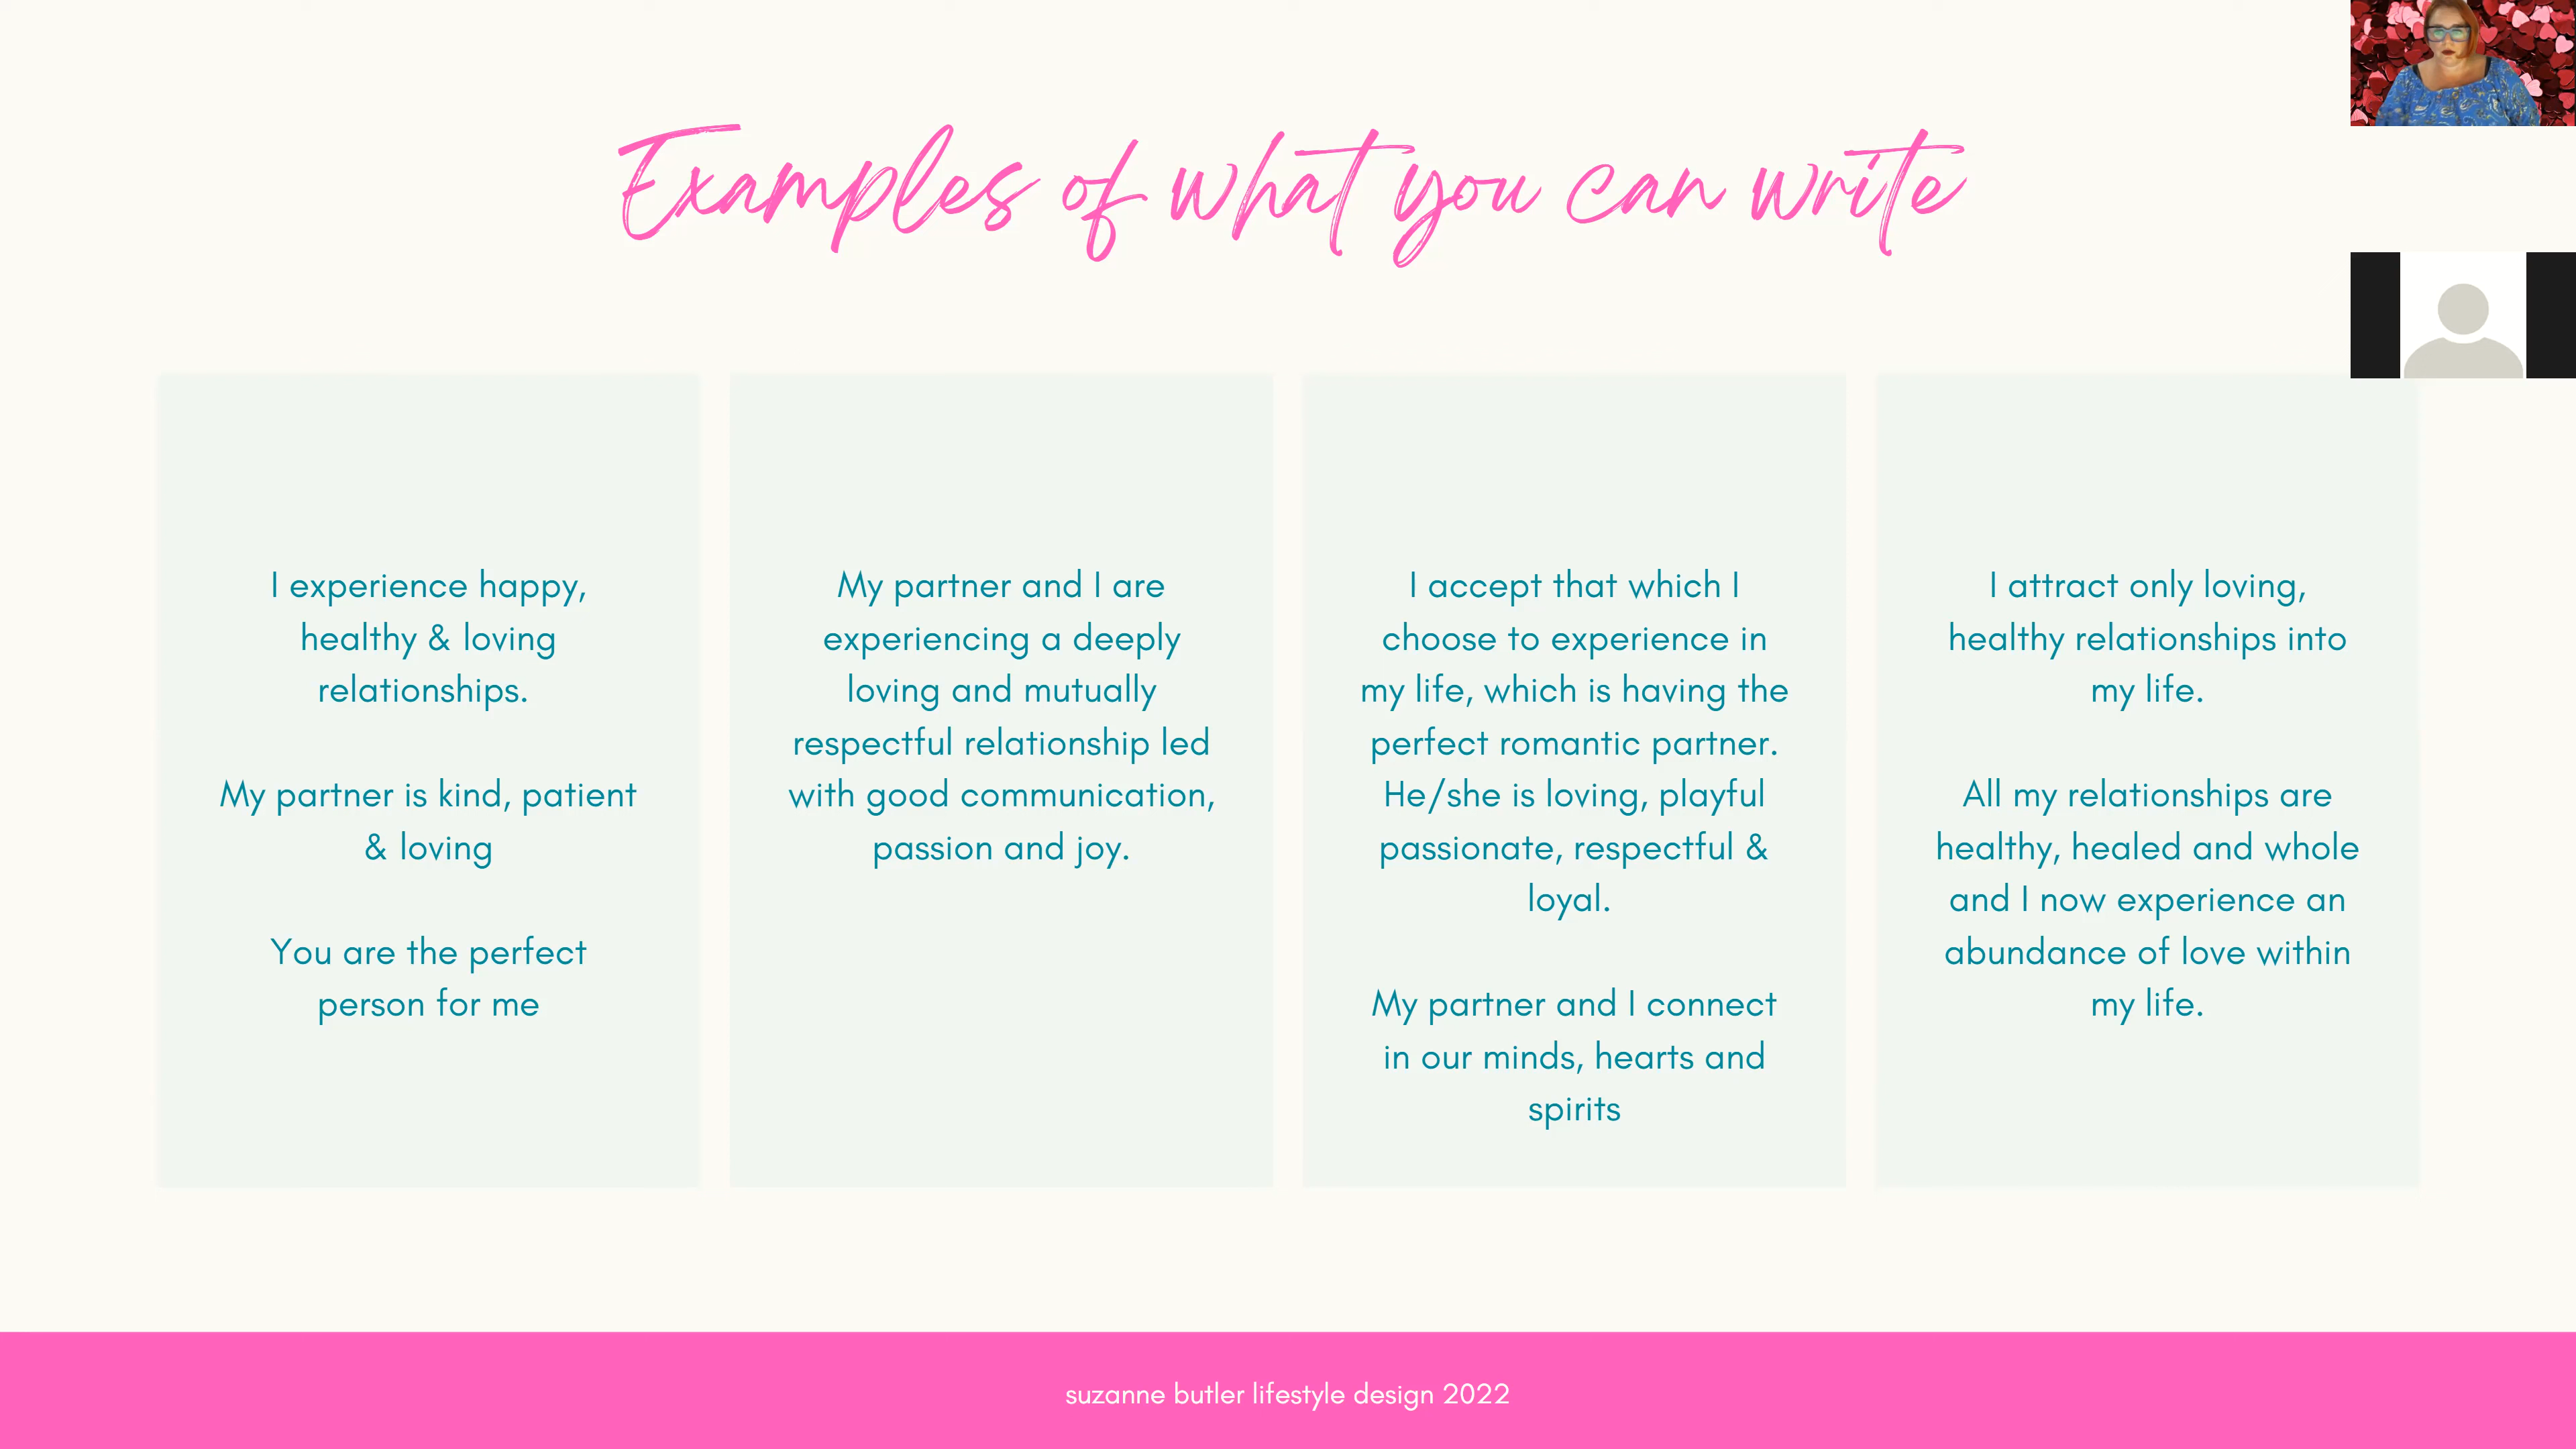 Examples of what you can write
I experience happy,
healthy & loving
relationships.
My partner is kind, patient
& loving
You are the perfect
person for me
My partner and I are
experiencing a deeply
loving and mutually
respectful relationship led
with good communication,
passion and joy.
I accept that which I
choose to experience in
my life, which is having the
perfect romantic partner.
He/she is loving, playful
passionate, respectful &
loyal.
My partner and I connect
in our minds, hearts and
spirits
I attract only loving,
healthy relationships into
my life.
All my relationships are
healthy, healed and whole
and I now experience an
abundance of love within
my life.
suzanne butler lifestyle design 2022